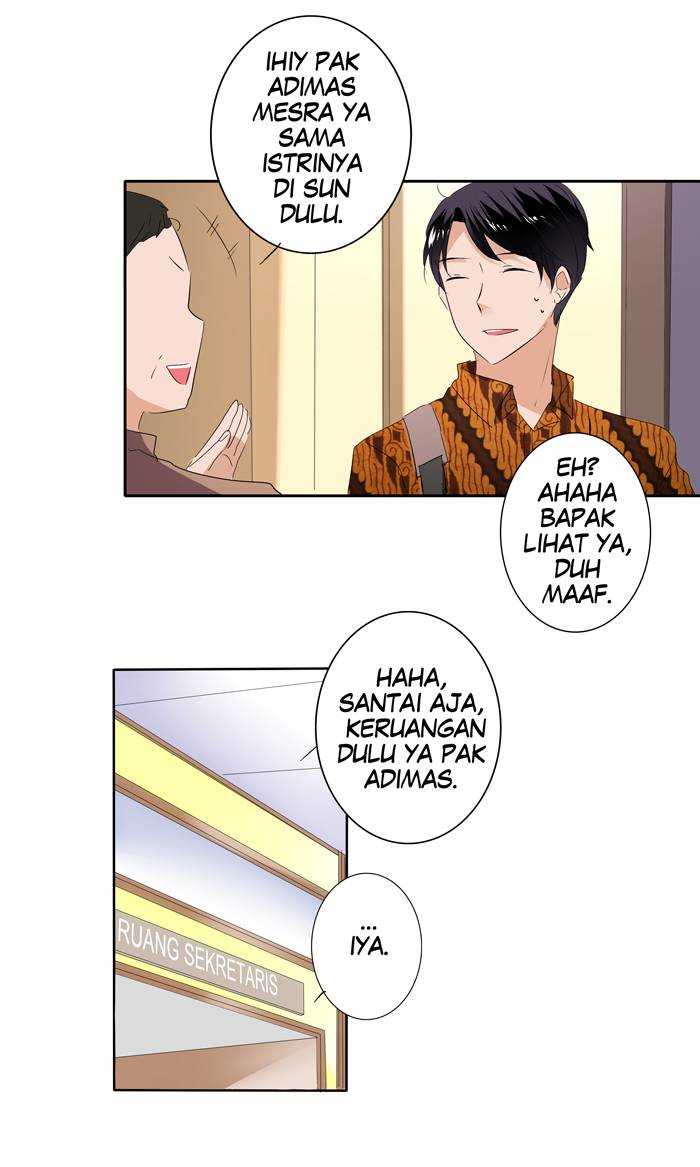 IHIY PAK
ADIMAS
MESRA YA
SAMA
ISTRINYA
DI SUN
DULU.
EH?
AHAHA
BAPAK
LIHAT YA,
DUH
MAAF.
HAHA,
SANTAI AJA,
KERUANGAN
DULU YA PAK
ADIMAS.
...
IYA.
RUANG SEKRETARIS